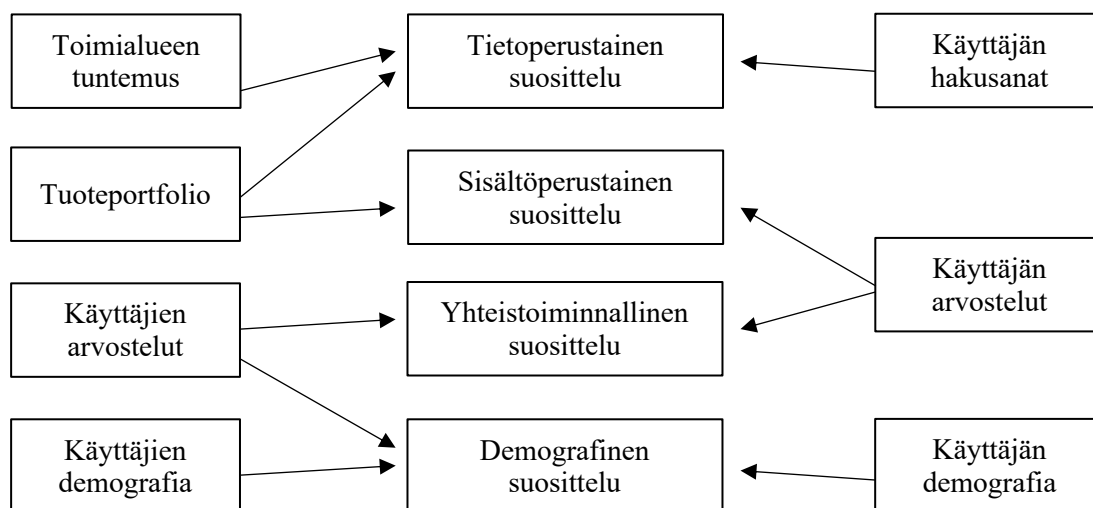 Toimialueen
tuntemus
Tietoperustainen
suosittelu
Käyttäjän
hakusanat
Tuoteportfolio
Sisältöperustainen
suosittelu
Käyttäjien
arvostelut
Yhteistoiminnallinen
suosittelu
Käyttäjän
arvostelut
Käyttäjien
demografia
Demografinen
suosittelu
Käyttäjän
demografia